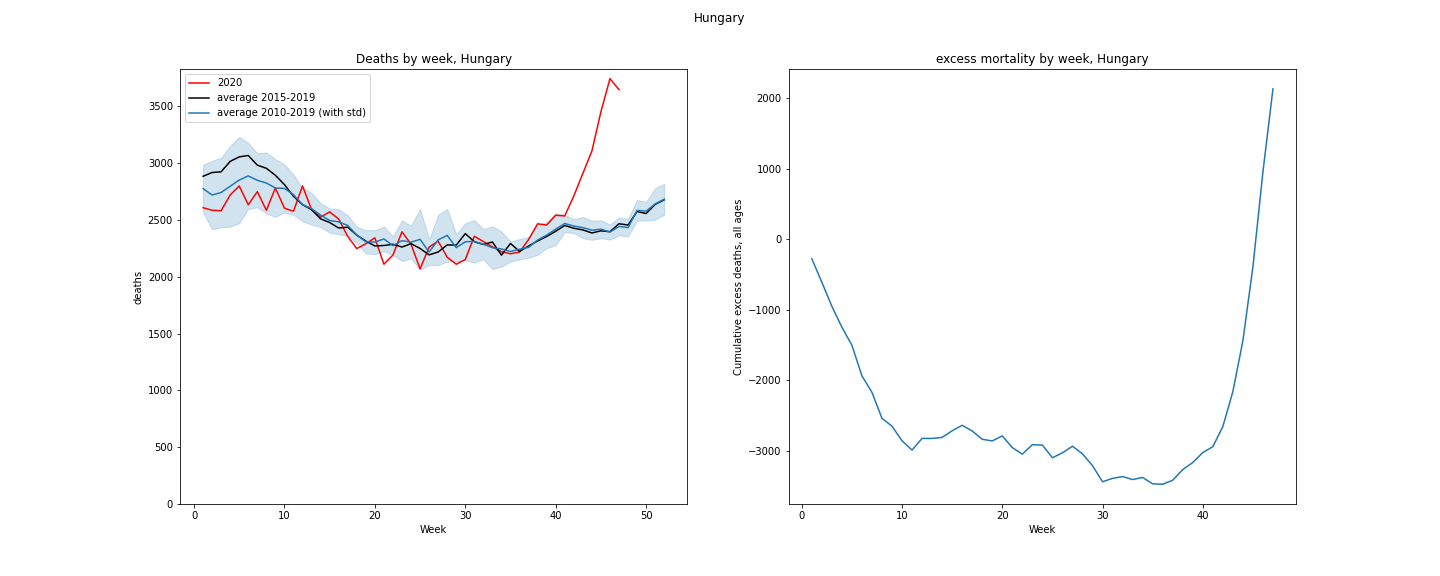 Hungary
Deaths by week, Hungary
2020
average 2015-2019
average 2010-2019 (with std)
3500
3000
2500
2000
1500
1000
500
0
deaths
0 10 20 30 40 50
Week
excess mortality by week, Hungary
2000
1000
0
−1000
−2000
−3000
Cumulative excess deaths, all ages
0 10 20 30 40
Week